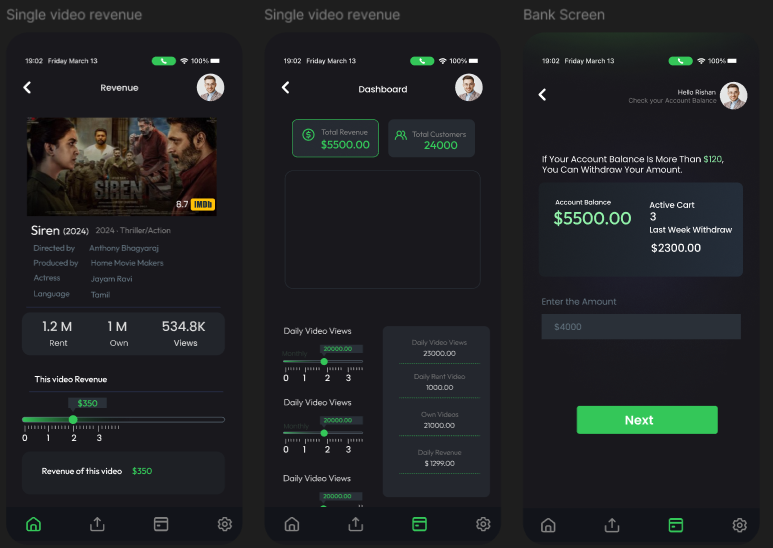 Single video revenue
19:02 Friday March 13
100%
Revenue
SIREN
8.7 IMDb
Siren (2024) 2024 · Thriller/Action
Directed by Anthony Bhagyaraj
Produced by Home Movie Makers
Actress Jayam Ravi
Language Tamil
1.2 M 1 M 534.8K
Rent Own Views
This video Revenue
$350
0 1 2 3
Revenue of this video $350
Single video revenue
19:02 Friday March 13
100%
Dashboard
Total Revenue
$5500.00
Total Customers
24000
Daily Video Views
20000.00
Monthly
0 1 2 3
Daily Video Views
20000.00
Monthly
0 1 2 3
Daily Video Views
20000.00
Daily Video Views
23000.00
Daily Rent Video
1000.00
Own Videos
21000.00
Daily Revenue
$ 1299.00
Bank Screen
19:02 Friday March 13
100%
Hello Rishan
Check your Account Balance
If Your Account Balance Is More Than $120,
You Can Withdraw Your Amount.
Account Balance
$5500.00
Active Cart
3
Last Week Withdraw
$2300.00
Enter the Amount
$4000
Next